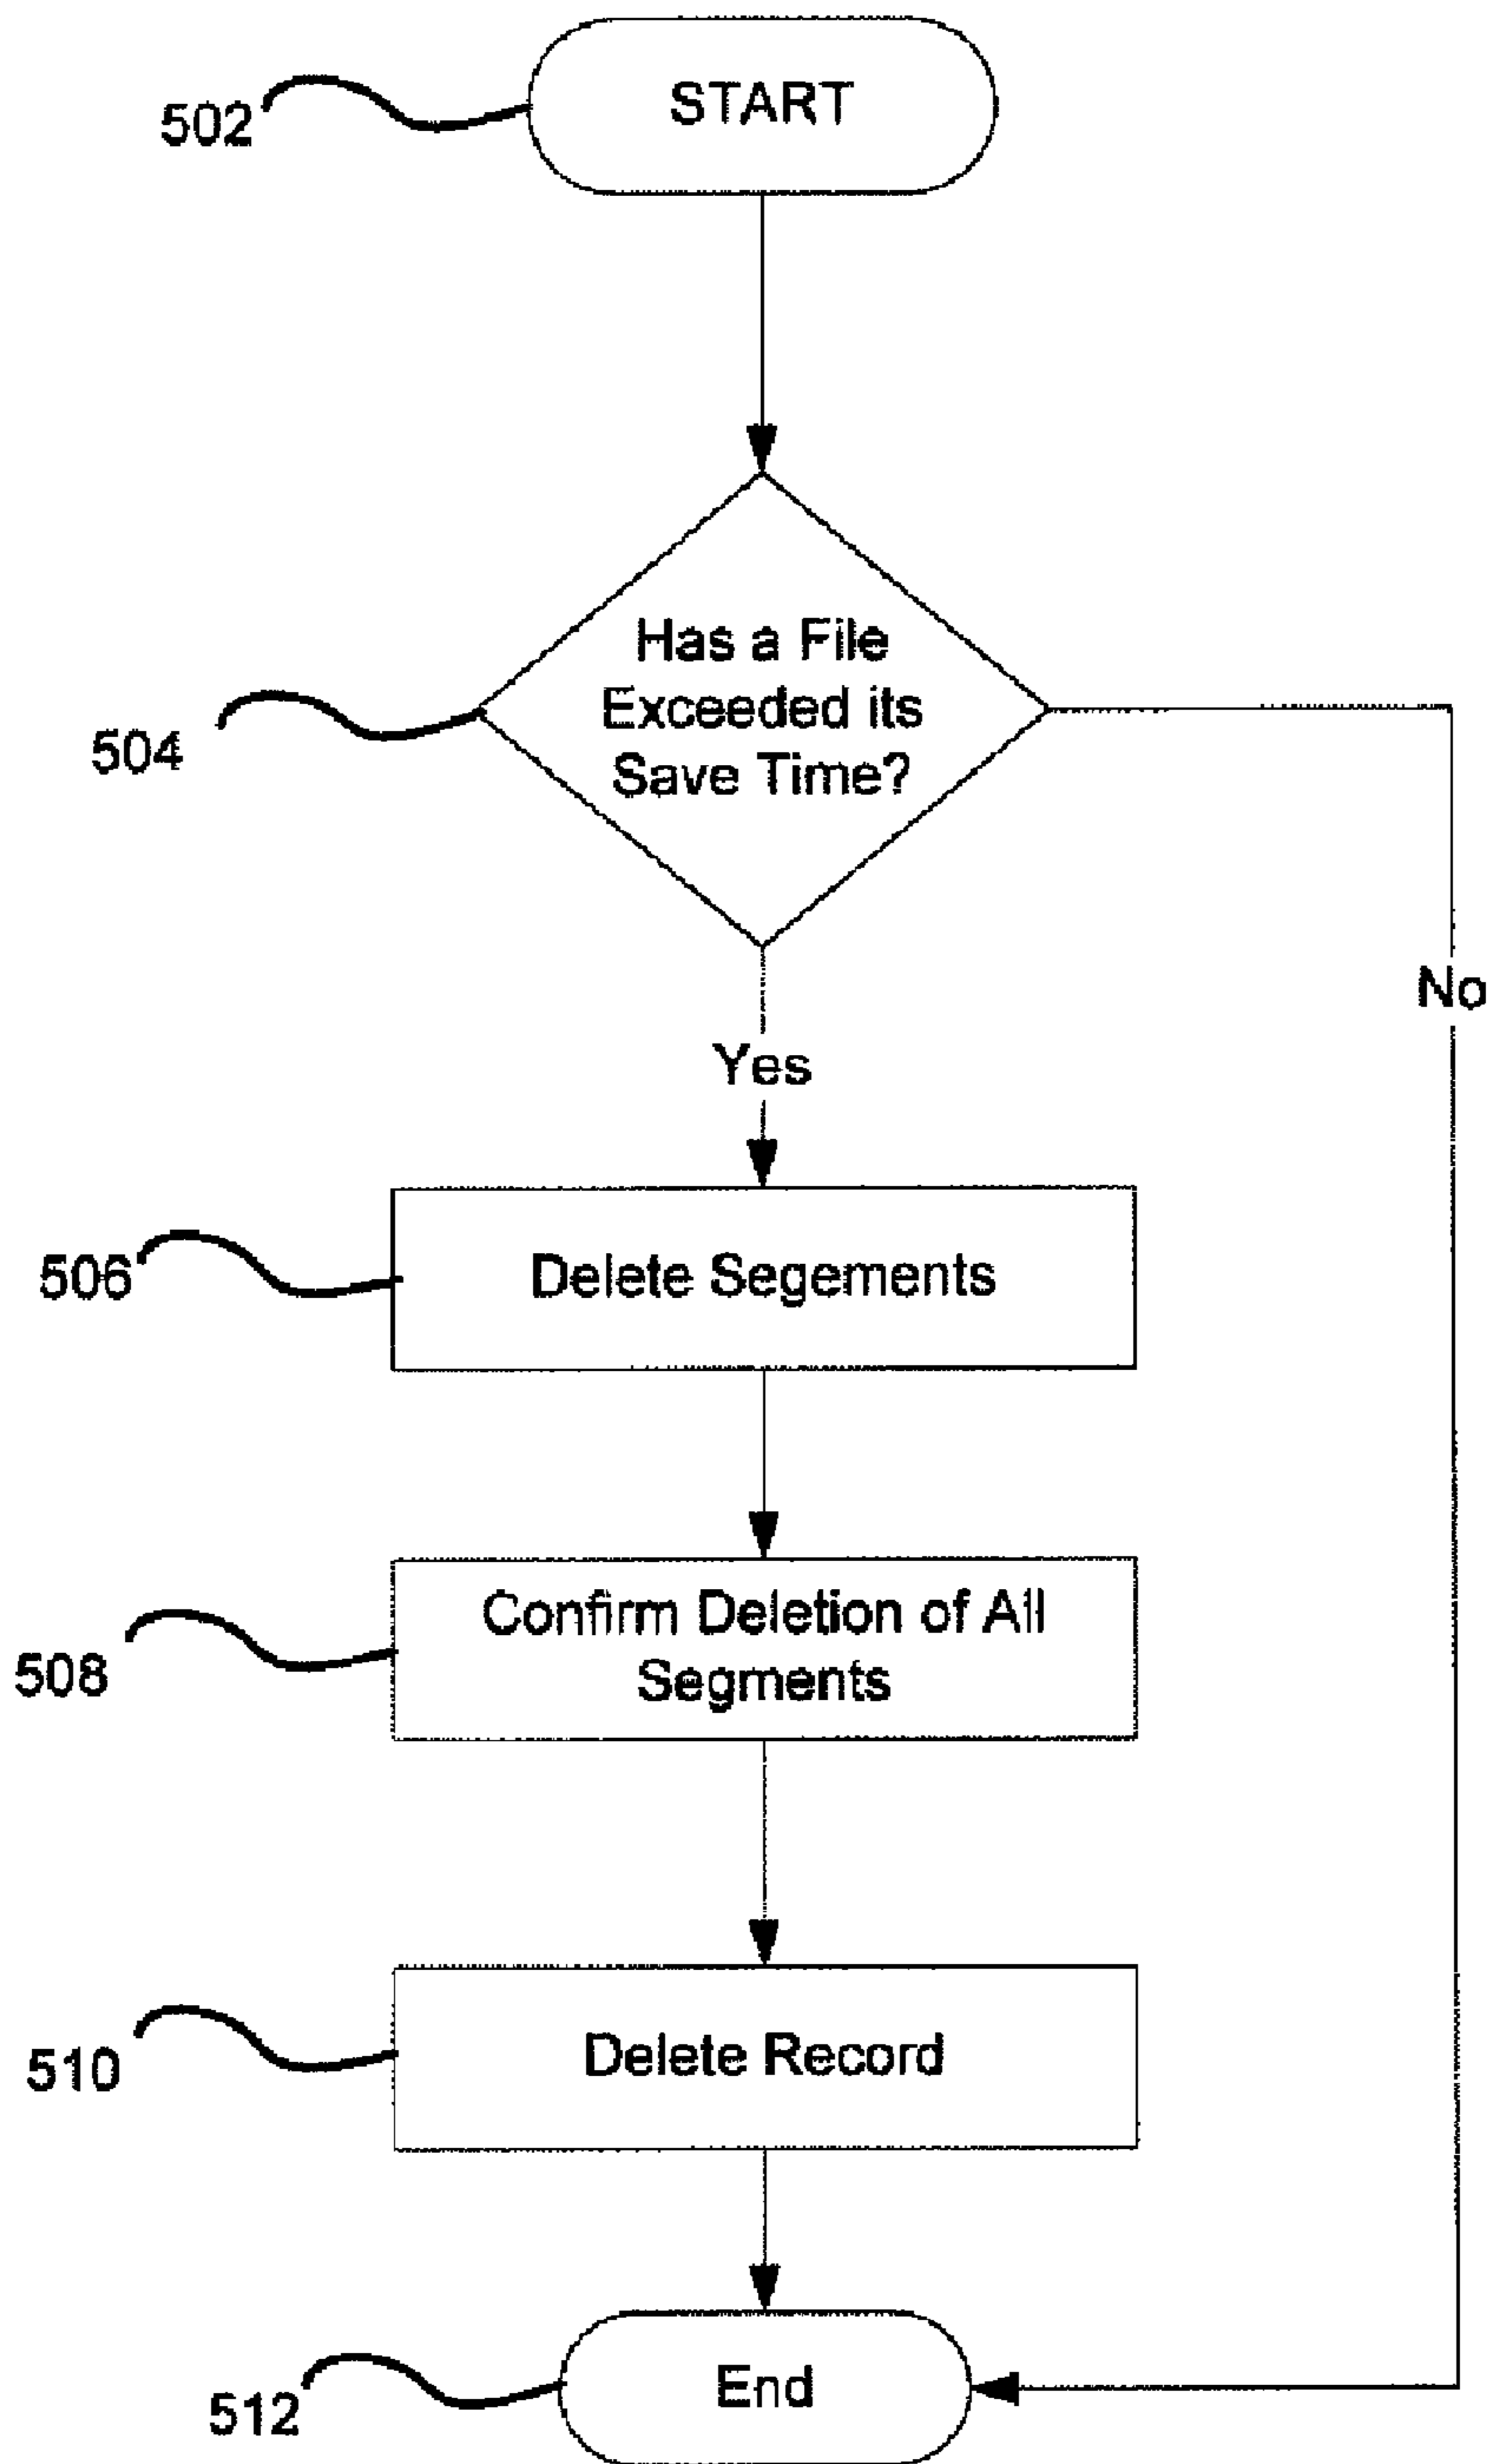 START
502
Has a File
Exceeded its
Save Time?
504
No
Yes
Delete Segements
506
Confirm Deletion of All
Segments
508
Delete Record
510
End
512